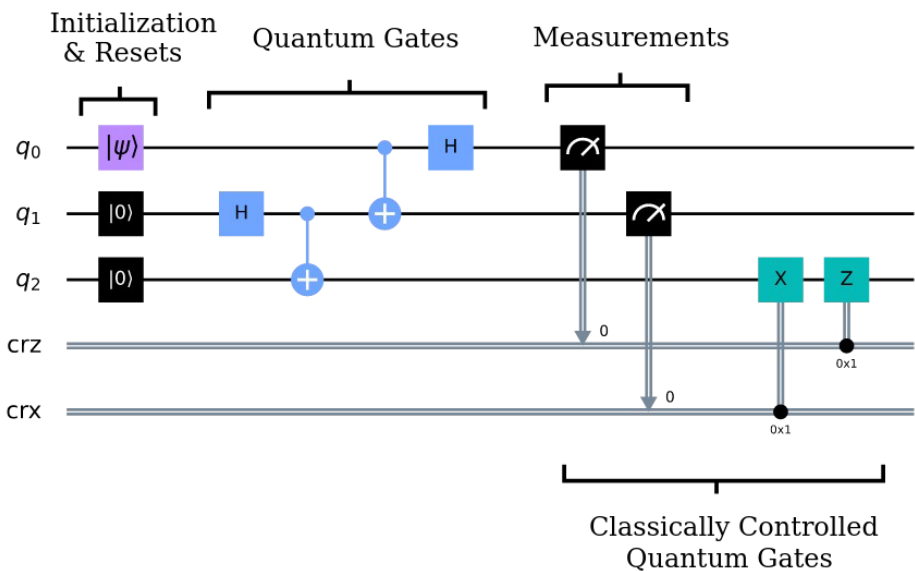 Initialization
& Resets
Quantum Gates
Measurements
q0
|ψ⟩
H
q1
|0⟩
H
q2
|0⟩
X
Z
crz
0
0x1
crx
0
0x1
Classically Controlled
Quantum Gates